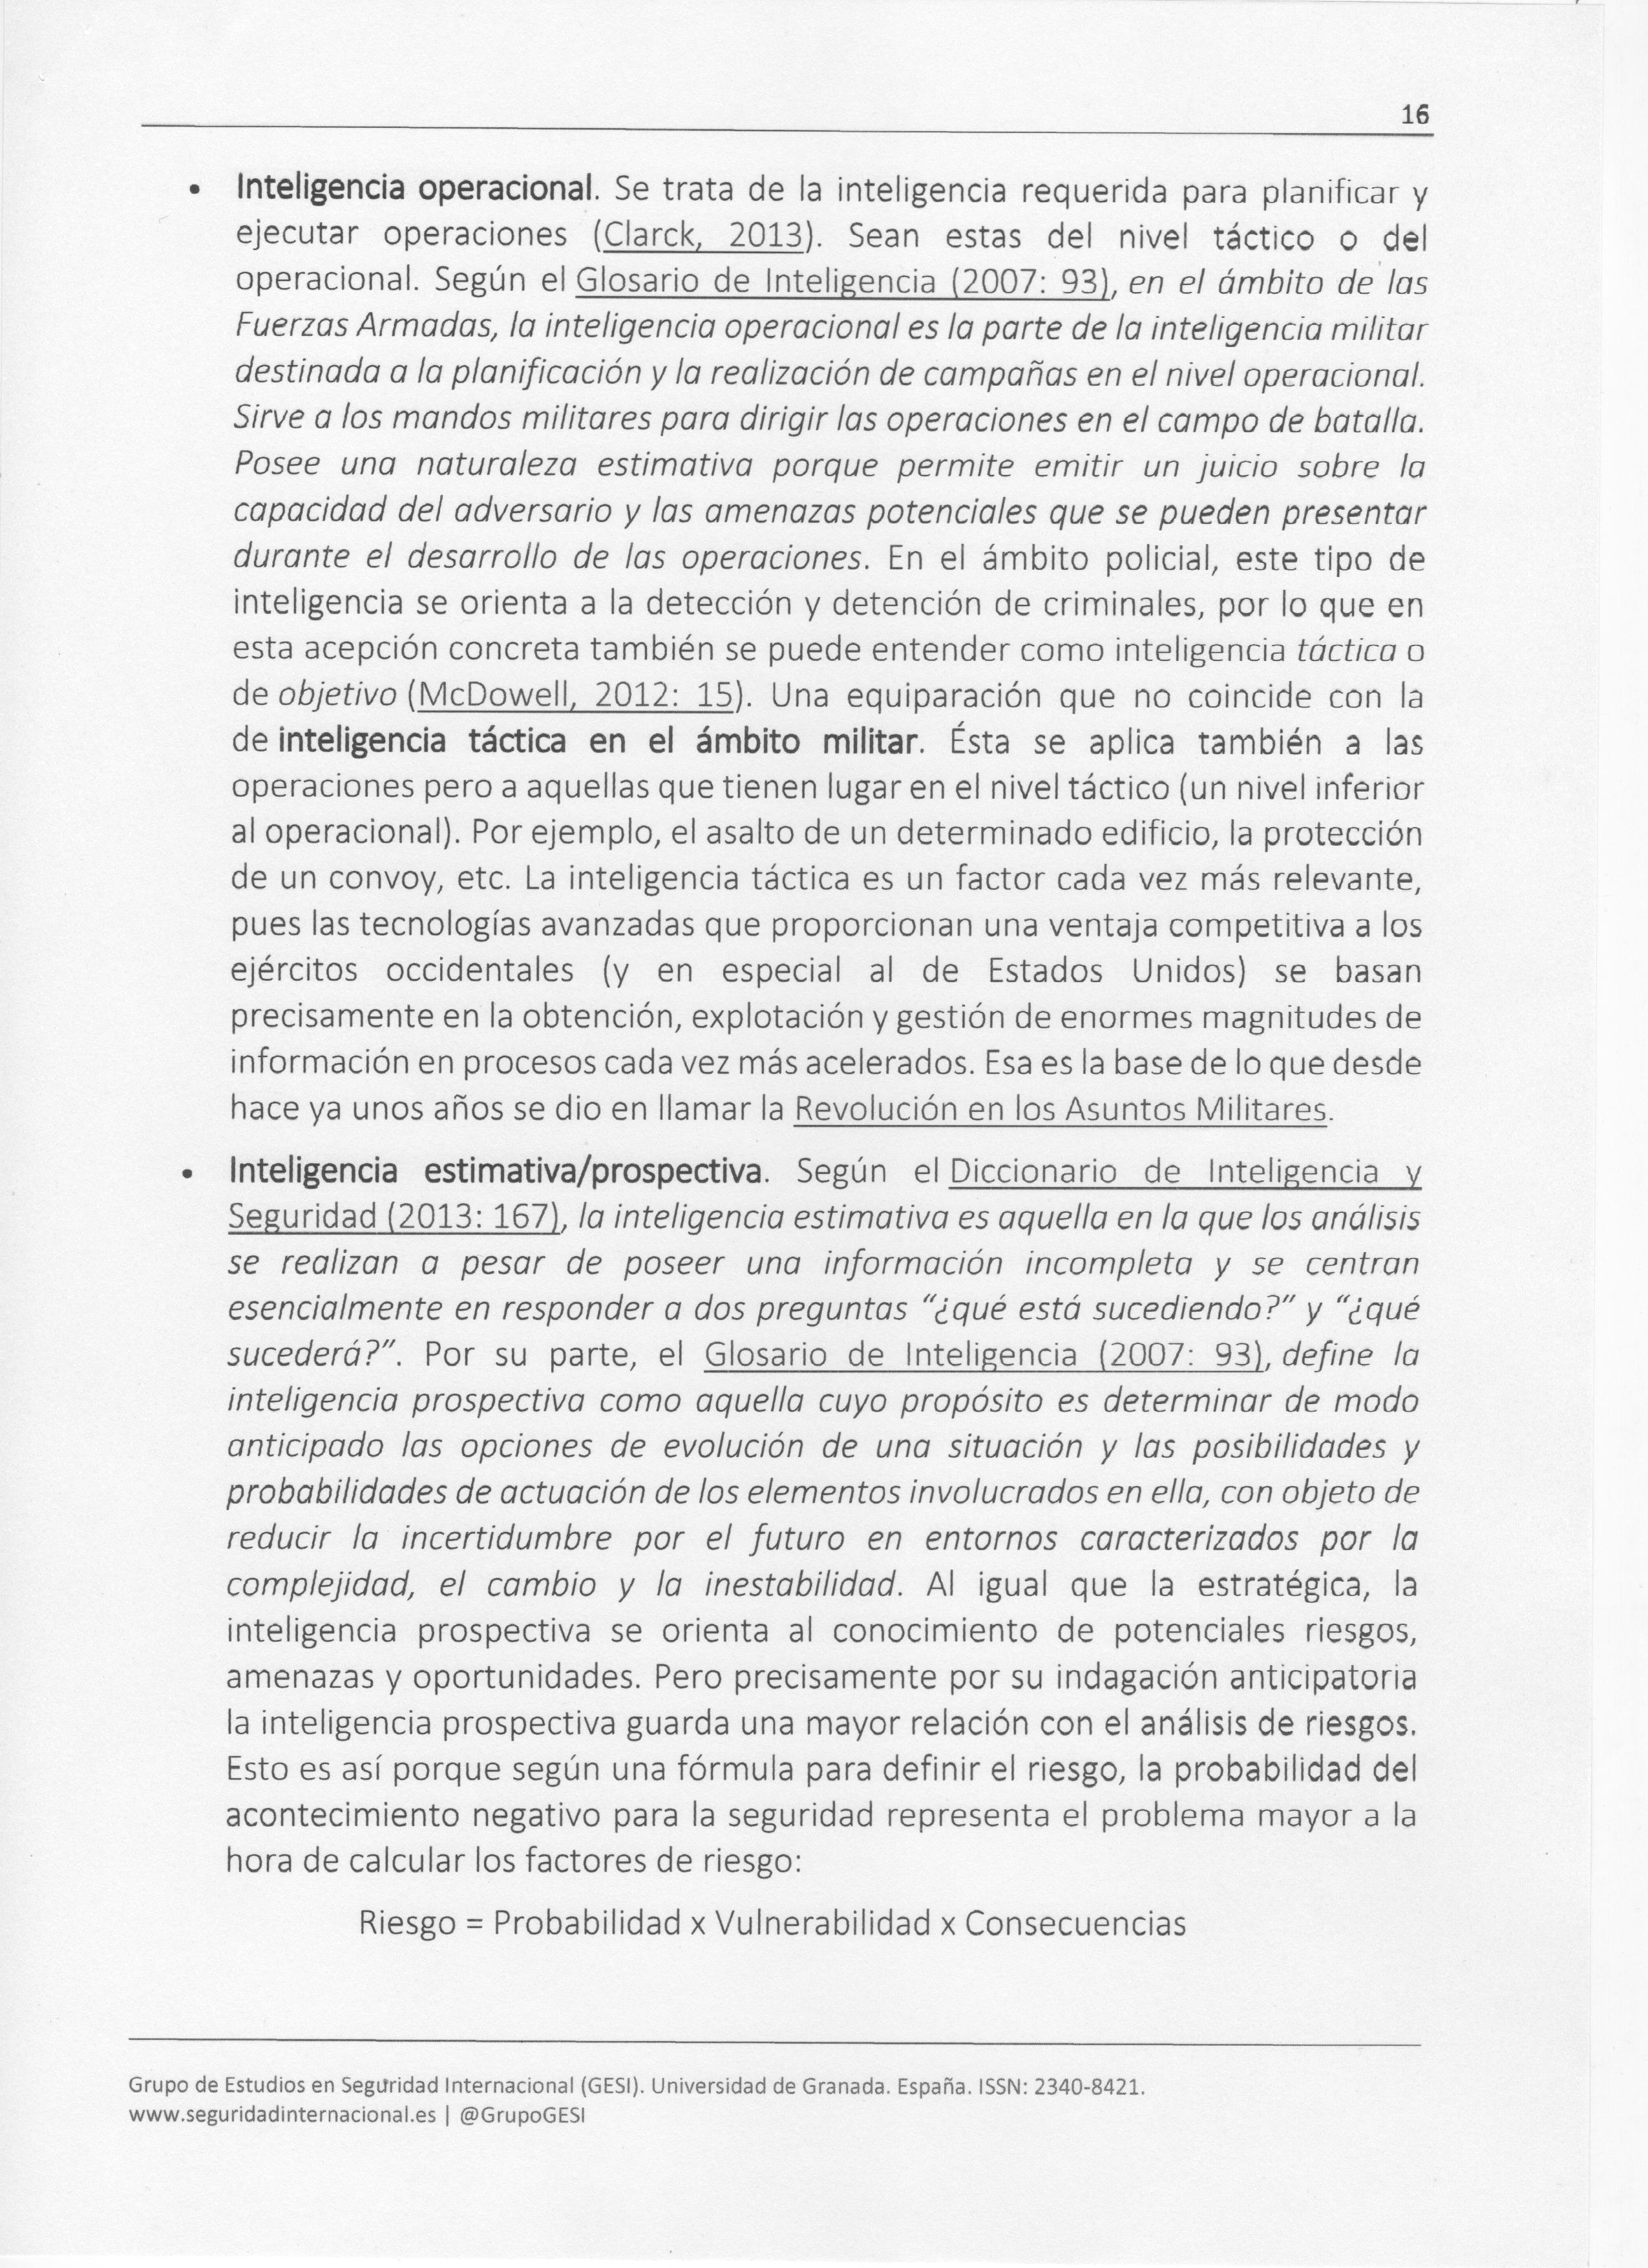 16
• Inteligencia operacional. Se trata de la inteligencia requerida para planificar y
ejecutar operaciones (Clarck, 2013). Sean estas del nivel táctico o del
operacional. Según el Glosario de Inteligencia (2007: 93), en el ámbito de las
Fuerzas Armadas, la inteligencia operacional es la parte de la inteligencia militar
destinada a la planificación y la realización de campañas en el nivel operacional.
Sirve a los mandos militares para dirigir las operaciones en el campo de batalla.
Posee una naturaleza estimativa porque permite emitir un juicio sobre la
capacidad del adversario y las amenazas potenciales que se pueden presentar
durante el desarrollo de las operaciones. En el ámbito policial, este tipo de
inteligencia se orienta a la detección y detención de criminales, por lo que en
esta acepción concreta también se puede entender como inteligencia táctica o
de objetivo (McDowell, 2012: 15). Una equiparación que no coincide con la
de inteligencia táctica en el ámbito militar. Ésta se aplica también a las
operaciones pero a aquellas que tienen lugar en el nivel táctico (un nivel inferior
al operacional). Por ejemplo, el asalto de un determinado edificio, la protección
de un convoy, etc. La inteligencia táctica es un factor cada vez más relevante,
pues las tecnologías avanzadas que proporcionan una ventaja competitiva a los
ejércitos occidentales (y en especial al de Estados Unidos) se basan
precisamente en la obtención, explotación y gestión de enormes magnitudes de
información en procesos cada vez más acelerados. Esa es la base de lo que desde
hace ya unos años se dio en llamar la Revolución en los Asuntos Militares.
• Inteligencia estimativa/prospectiva. Según el Diccionario de Inteligencia y
Seguridad (2013: 167), la inteligencia estimativa es aquella en la que los análisis
se realizan a pesar de poseer una información incompleta y se centran
esencialmente en responder a dos preguntas “¿qué está sucediendo?” y “¿qué
sucederá?”. Por su parte, el Glosario de Inteligencia (2007: 93), define la
inteligencia prospectiva como aquella cuyo propósito es determinar de modo
anticipado las opciones de evolución de una situación y las posibilidades y
probabilidades de actuación de los elementos involucrados en ella, con objeto de
reducir la incertidumbre por el futuro en entornos caracterizados por la
complejidad, el cambio y la inestabilidad. Al igual que la estratégica, la
inteligencia prospectiva se orienta al conocimiento de potenciales riesgos,
amenazas y oportunidades. Pero precisamente por su indagación anticipatoria
la inteligencia prospectiva guarda una mayor relación con el análisis de riesgos.
Esto es así porque según una fórmula para definir el riesgo, la probabilidad del
acontecimiento negativo para la seguridad representa el problema mayor a la
hora de calcular los factores de riesgo:
Riesgo = Probabilidad x Vulnerabilidad x Consecuencias
Grupo de Estudios en Seguridad Internacional (GESI). Universidad de Granada. España. ISSN: 2340-8421.
www.seguridadinternacional.es | @GrupoGESI